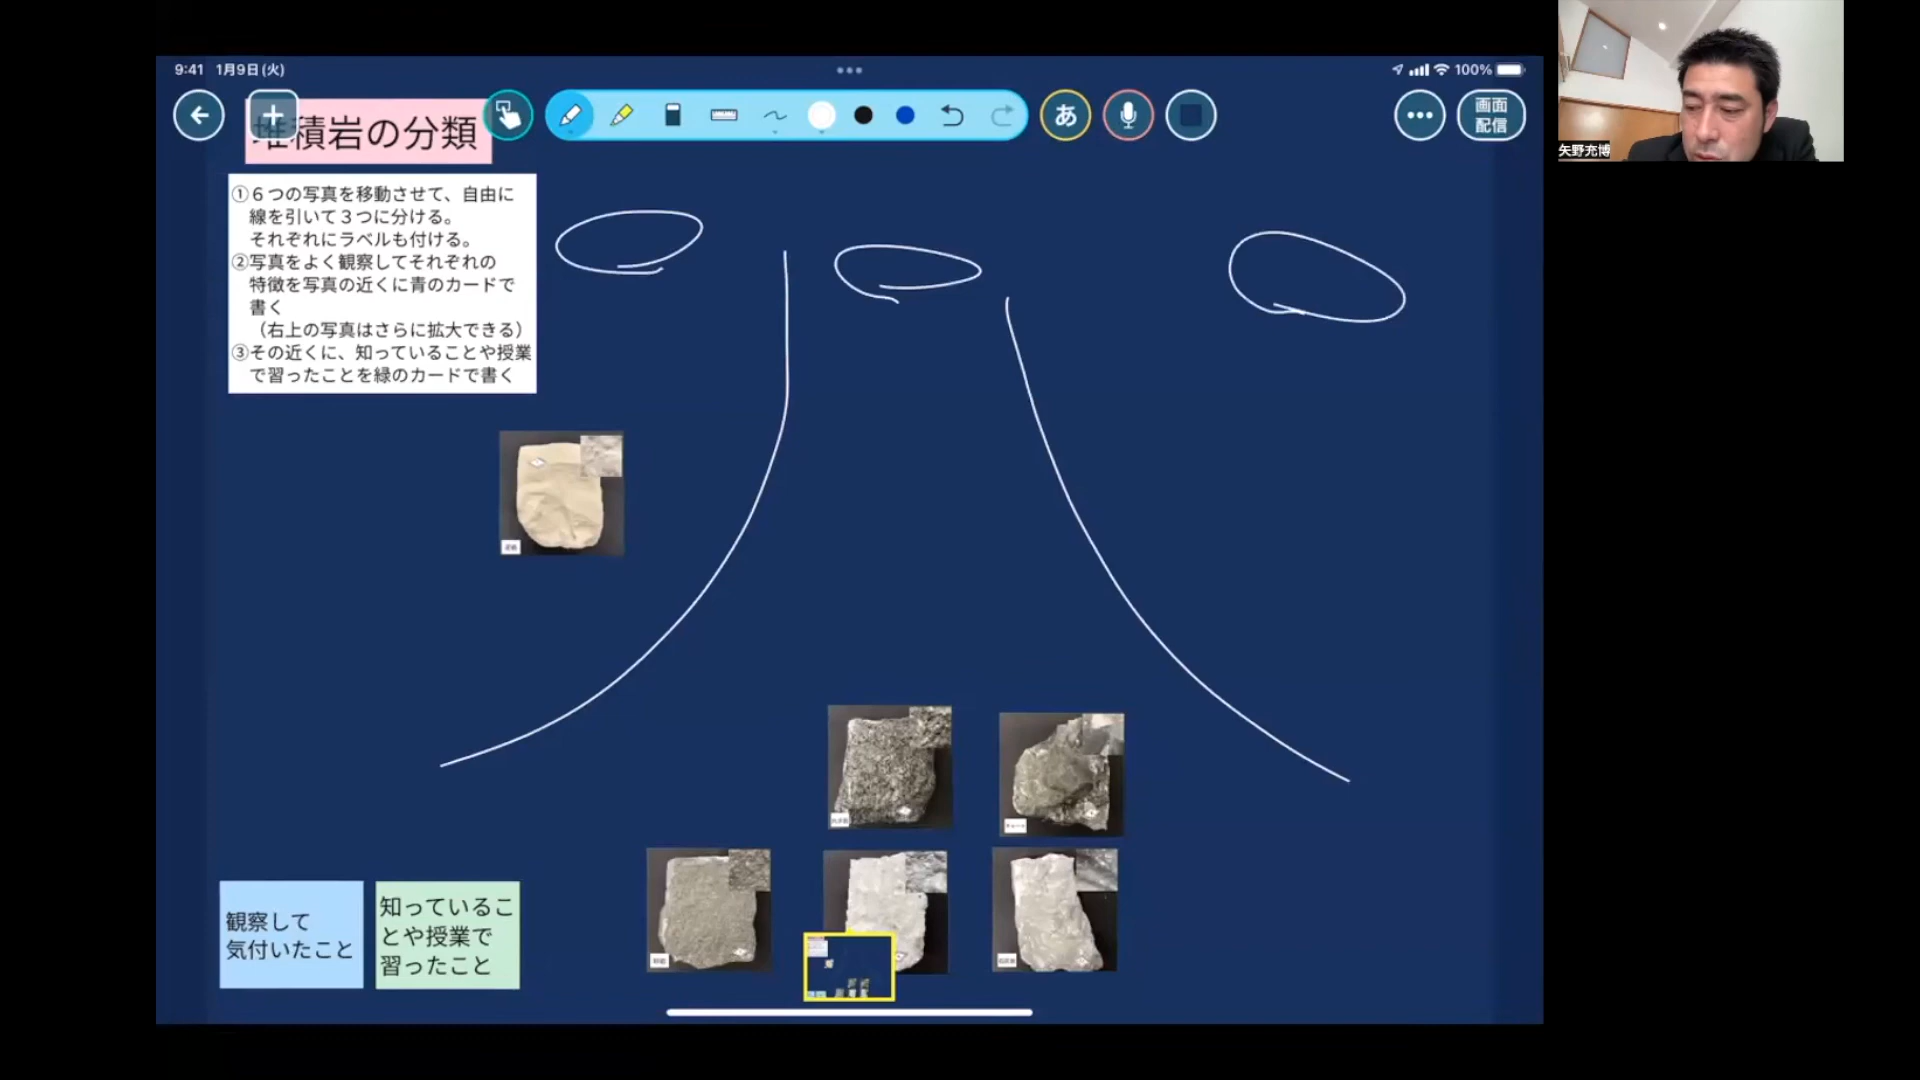 9:41 1月9日(火)
100%
あ
画面
配信
堆積岩の分類
①６つの写真を移動させて、自由に
線を引いて３つに分ける。
それぞれにラベルも付ける。
②写真をよく観察してそれぞれの
特徴を写真の近くに青のカードで
書く
（右上の写真はさらに拡大できる）
③その近くに、知っていることや授業
で習ったことを緑のカードで書く
観察して
気付いたこと
知っているこ
とや授業で
習ったこと
矢野充博